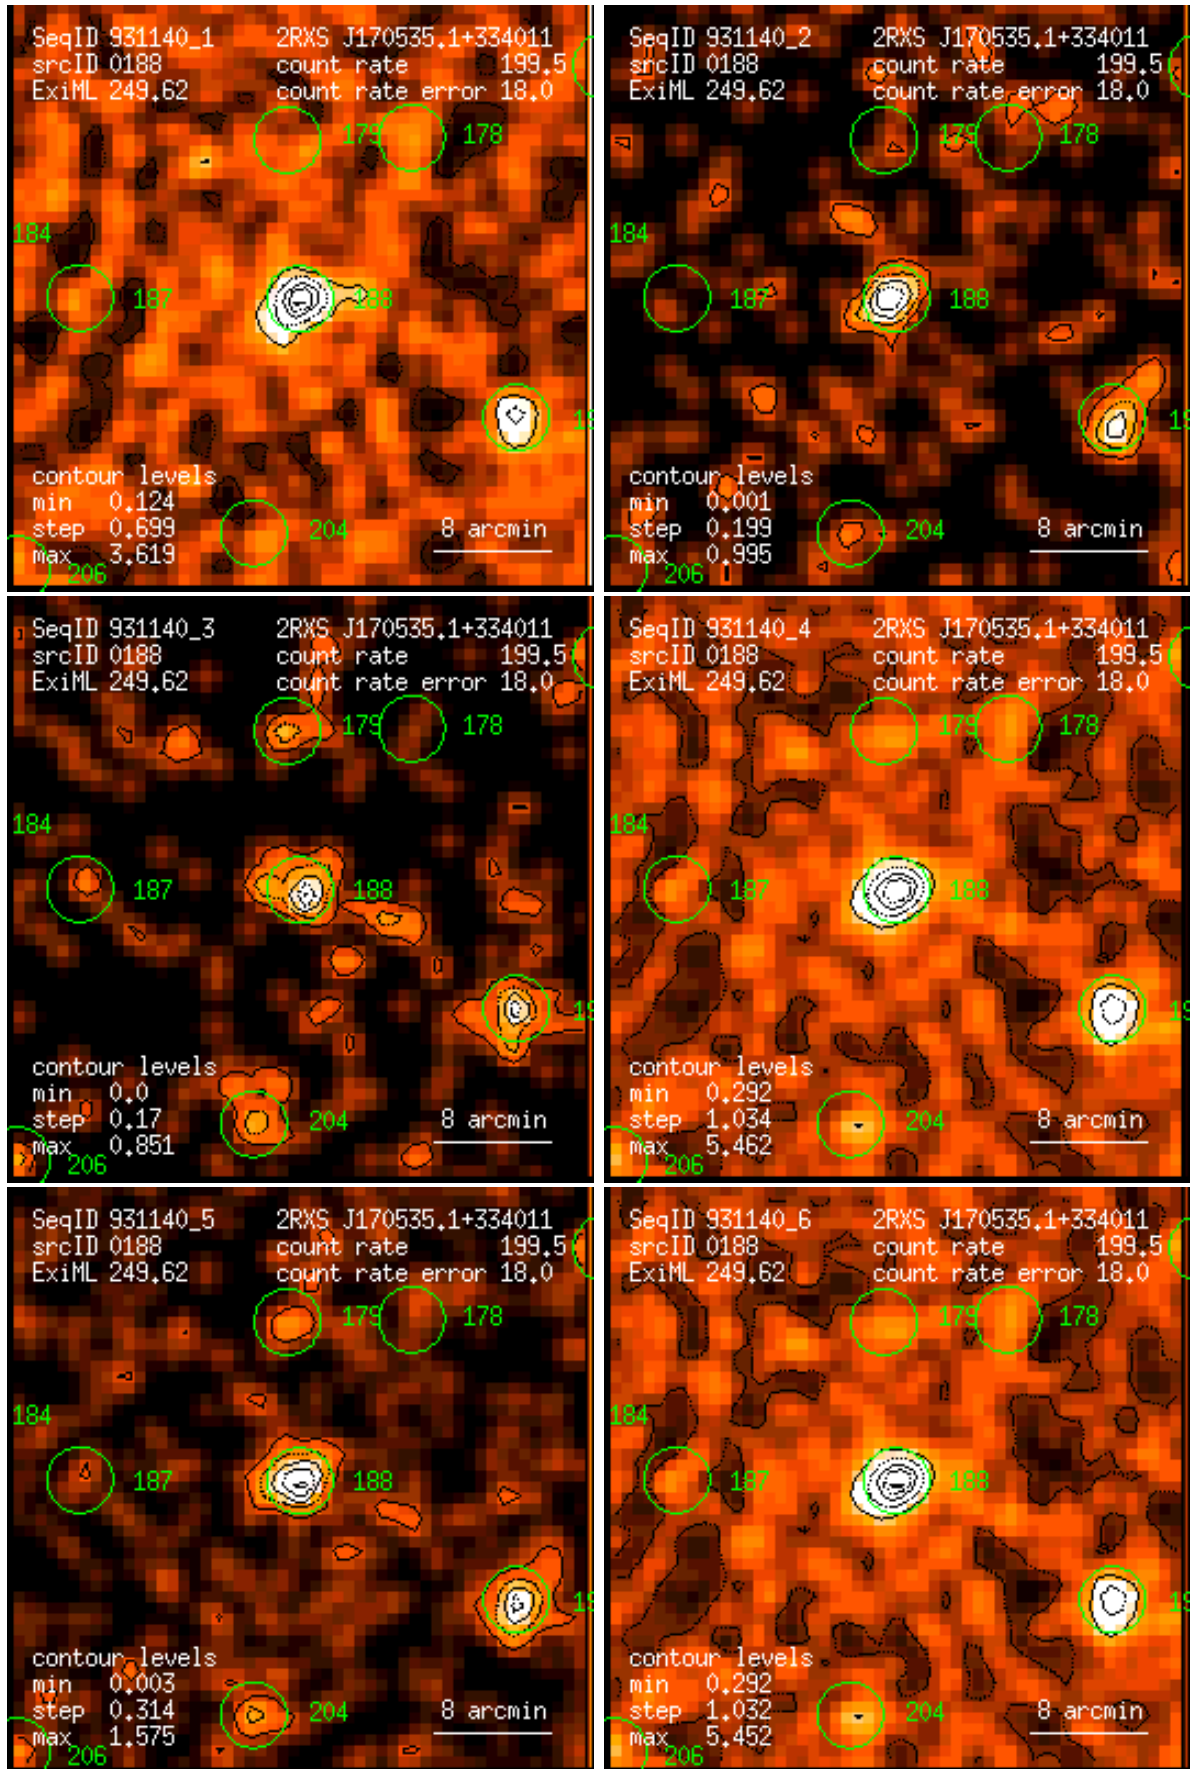 SeqID 931140_1 2RXS J170535.1+334011
srcID 0188 count rate 199.5
ExiML 249.62 count rate error 18.0
179 178
184
187 188
19
contour levels
min 0.124
step 0.699 204 8 arcmin
max 3.619
206
SeqID 931140_2 2RXS J170535.1+334011
srcID 0188 count rate 199.5
ExiML 249.62 count rate error 18.0
179 178
184
187 188
19
contour levels
min 0.001
step 0.199 204 8 arcmin
max 0.995
206
SeqID 931140_3 2RXS J170535.1+334011
srcID 0188 count rate 199.5
ExiML 249.62 count rate error 18.0
179 178
184
187 188
19
contour levels
min 0.0
step 0.17 204 8 arcmin
max 0.851
206
SeqID 931140_4 2RXS J170535.1+334011
srcID 0188 count rate 199.5
ExiML 249.62 count rate error 18.0
179 178
184
187 188
19
contour levels
min 0.292
step 1.034 204 8 arcmin
max 5.462
206
SeqID 931140_5 2RXS J170535.1+334011
srcID 0188 count rate 199.5
ExiML 249.62 count rate error 18.0
179 178
184
187 188
19
contour levels
min 0.003
step 0.314 204 8 arcmin
max 1.575
206
SeqID 931140_6 2RXS J170535.1+334011
srcID 0188 count rate 199.5
ExiML 249.62 count rate error 18.0
179 178
184
187 188
19
contour levels
min 0.292
step 1.032 204 8 arcmin
max 5.452
206